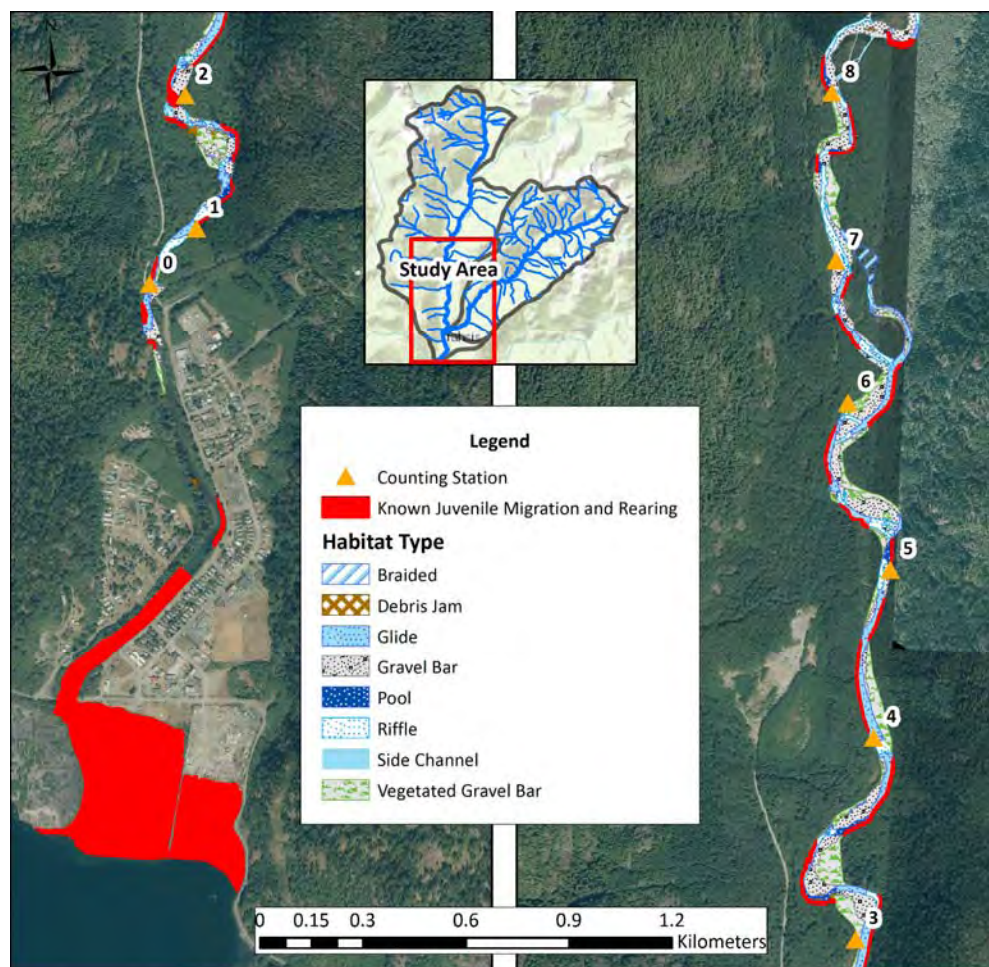 2
1
0
Study Area
8
7
6
5
4
3
Legend
Counting Station
Known Juvenile Migration and Rearing
Habitat Type
Braided
Debris Jam
Glide
Gravel Bar
Pool
Riffle
Side Channel
Vegetated Gravel Bar
0 0.15 0.3 0.6 0.9 1.2
Kilometers